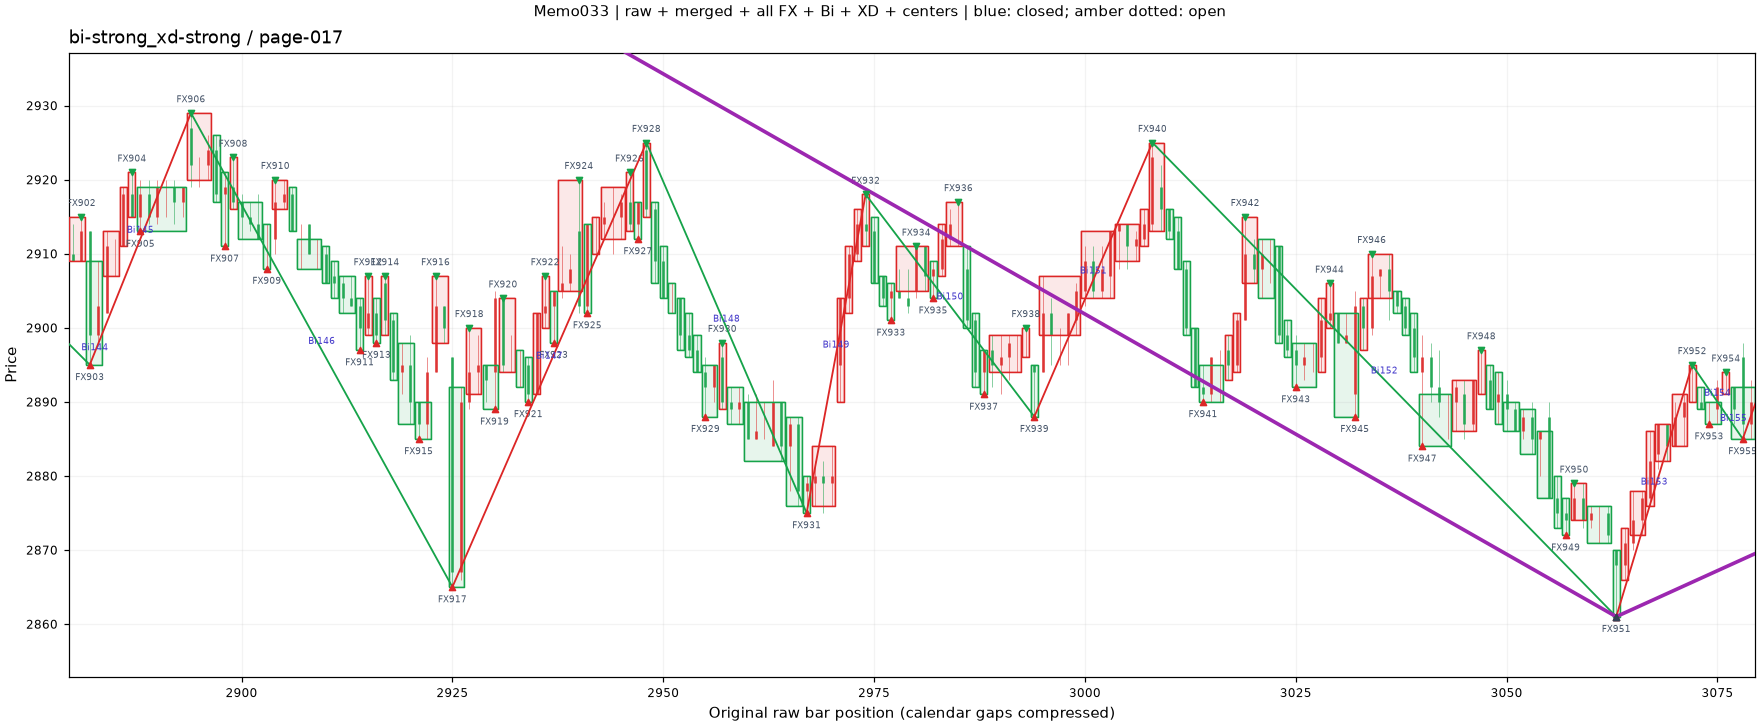 Memo033 | raw + merged + all FX + Bi + XD + centers | blue: closed; amber dotted: open
bi-strong_xd-strong / page-017
Price
2930
2920
2910
2900
2890
2880
2870
2860
FX906
FX908
FX904
FX910
FX902
Bi145
FX905
FX907
FX909
Bi144
FX903
FX914
FX916
Bi146
FX911
FX913
FX915
FX918
FX920
FX919
FX921
FX917
FX922
FX923
FX924
FX925
FX927
FX928
Bi148
FX930
FX929
FX931
Bi149
FX932
FX933
FX934
FX935
Bi150
FX936
FX937
FX938
FX939
Bi151
FX940
FX941
FX942
FX943
FX944
FX945
FX946
Bi152
FX947
FX948
FX949
FX950
FX951
Bi153
FX952
FX953
FX954
Bi154
Bi155
FX955
2900
2925
2950
2975
3000
3025
3050
3075
Original raw bar position (calendar gaps compressed)